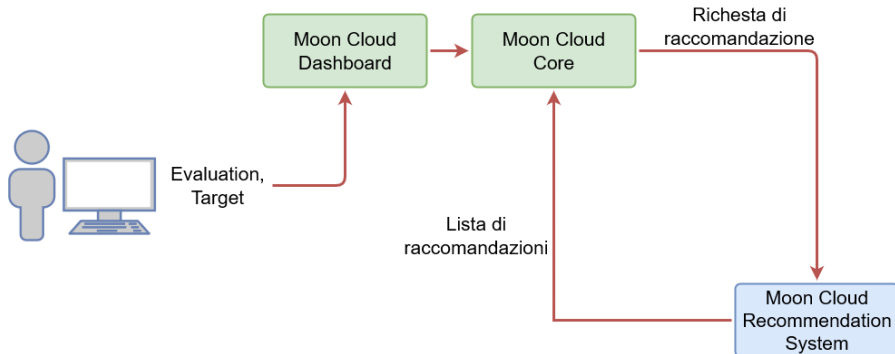 Moon Cloud
Dashboard
Moon Cloud
Core
Richesta di
raccomandazione
Evaluation,
Target
Lista di
raccomandazioni
Moon Cloud
Recommendation
System